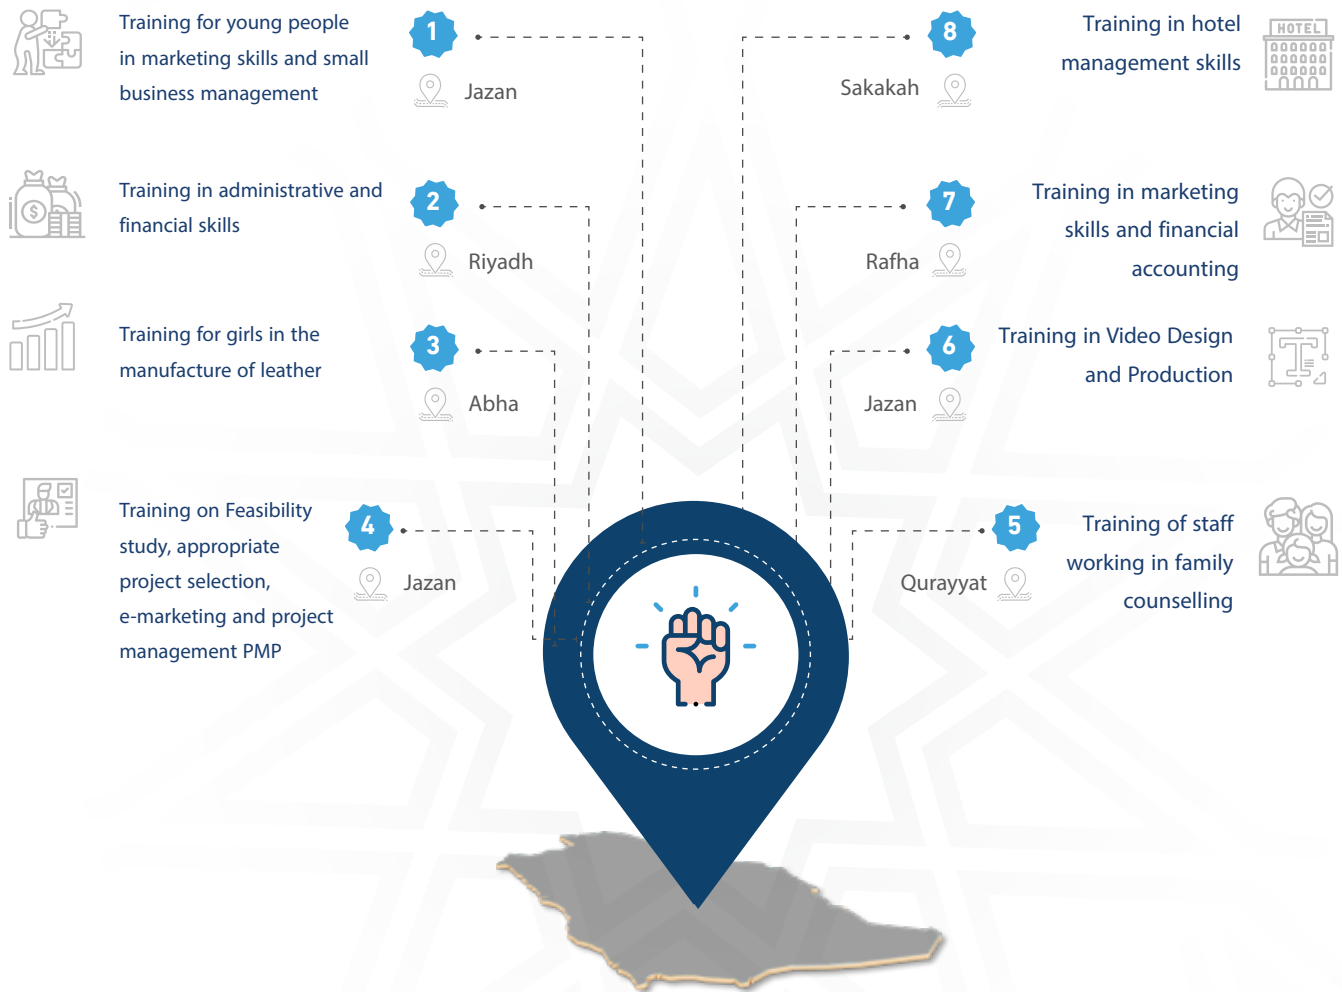 Training for young people
in marketing skills and small
business management
1
Jazan
Training in administrative and
financial skills
2
Riyadh
Training for girls in the
manufacture of leather
3
Abha
Training on Feasibility
study, appropriate
project selection,
e-marketing and project
management PMP
4
Jazan
5
Qurayyat
Training of staff
working in family
counselling
6
Jazan
Training in Video Design
and Production
7
Rafha
Training in marketing
skills and financial
accounting
8
Sakakah
Training in hotel
management skills
HOTEL